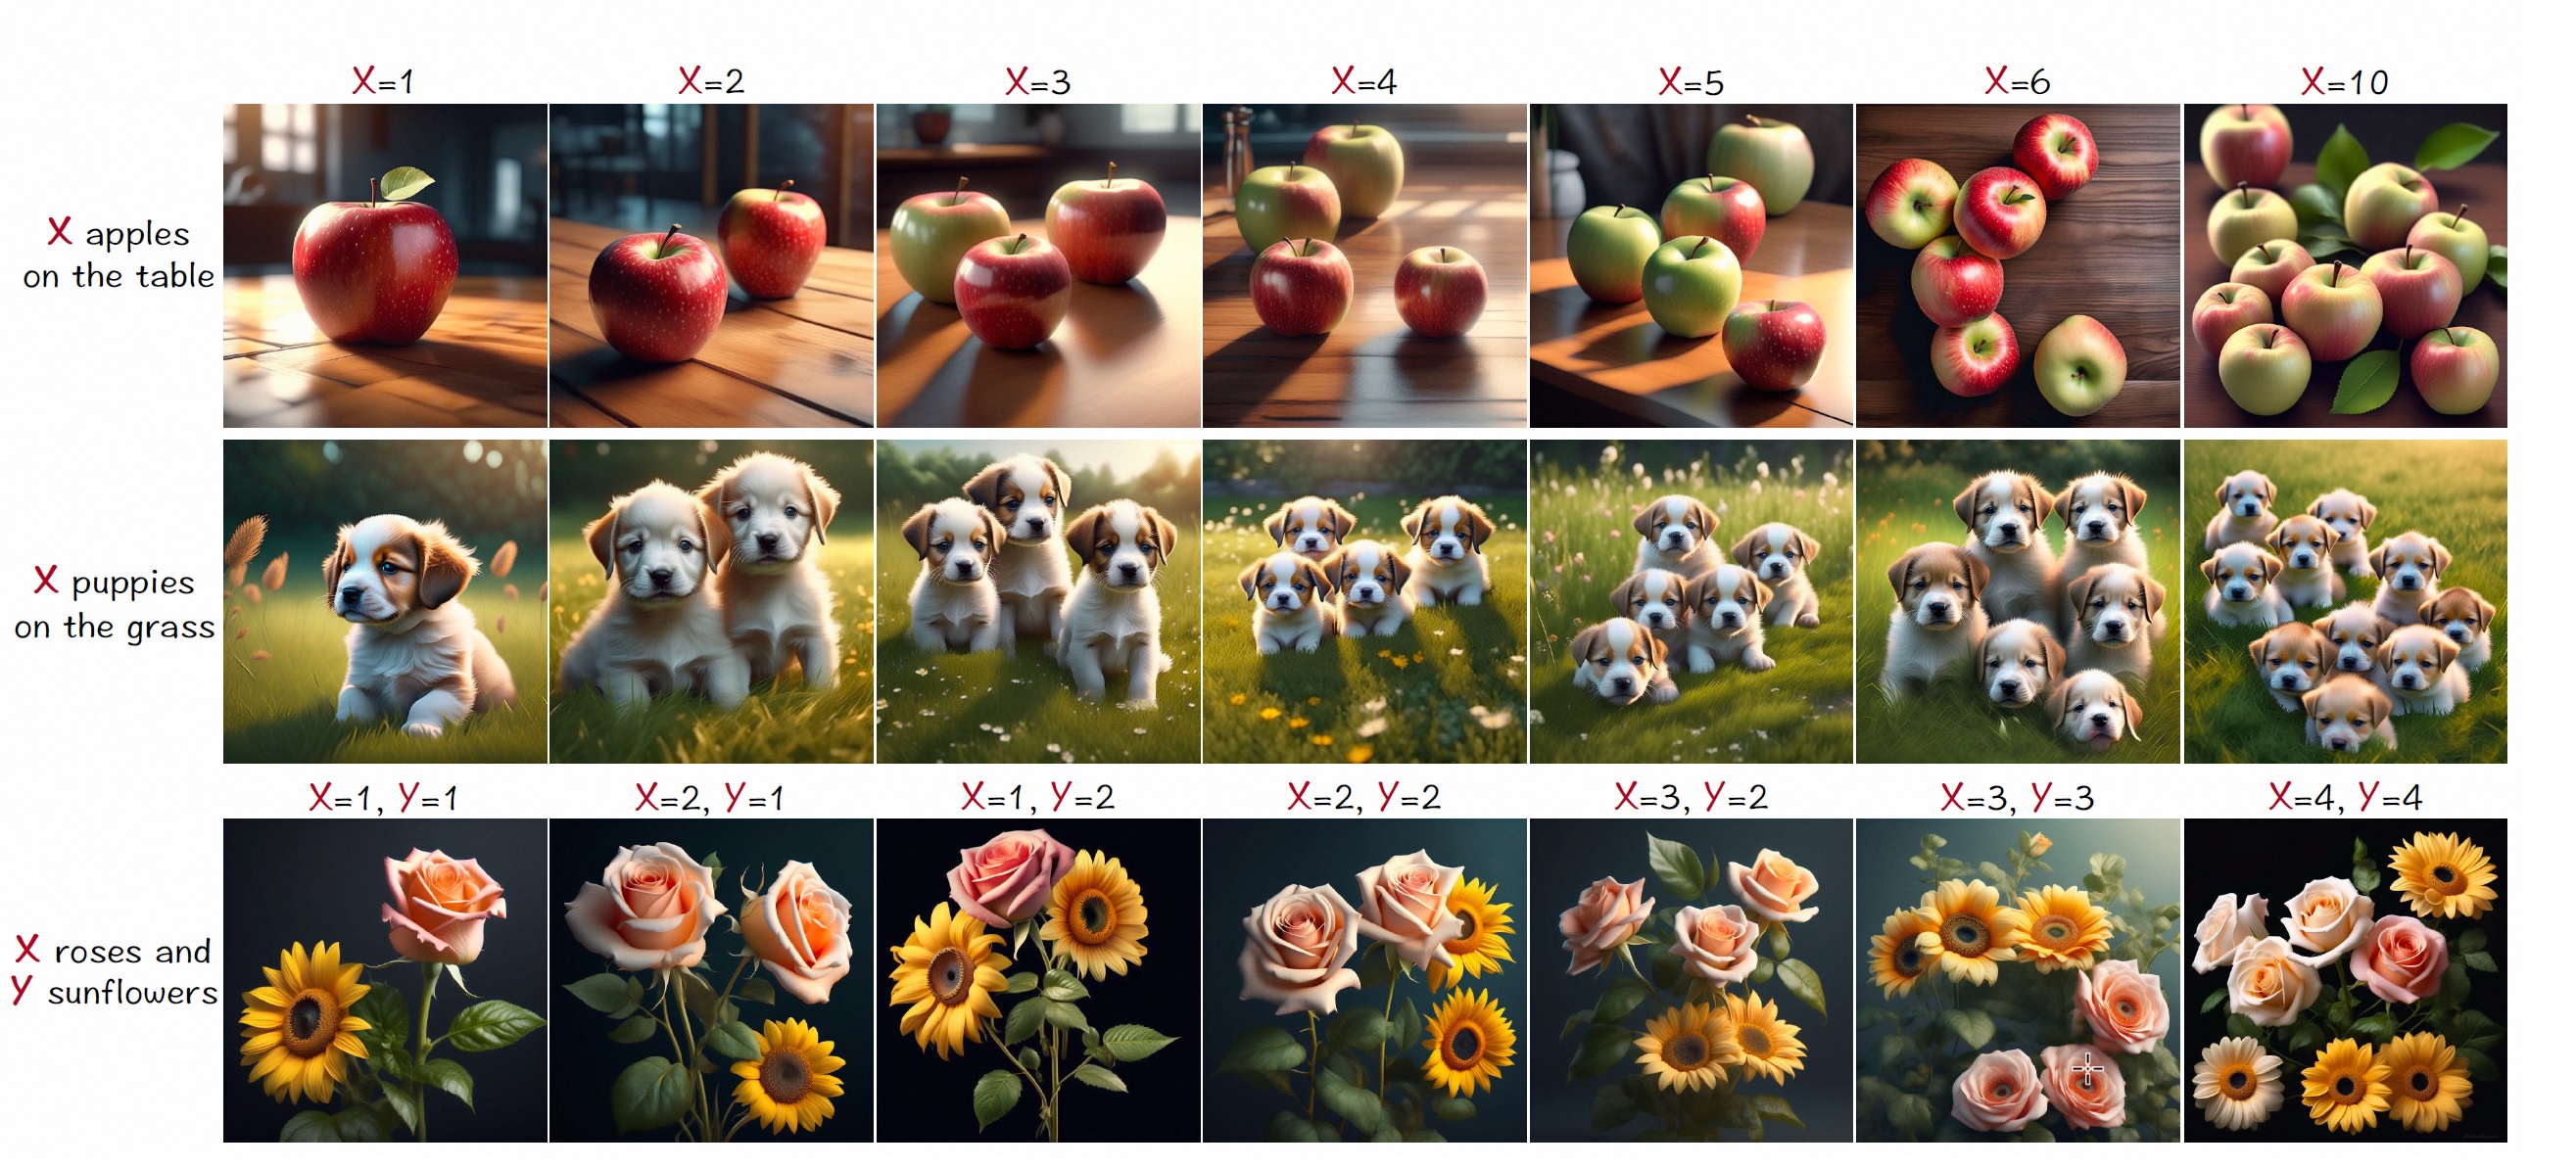 X=1 X=2 X=3 X=4 X=5 X=6 X=10
X apples
on the table
X puppies
on the grass
X=1, Y=1 X=2, Y=1 X=1, Y=2 X=2, Y=2 X=3, Y=2 X=3, Y=3 X=4, Y=4
X roses and
Y sunflowers